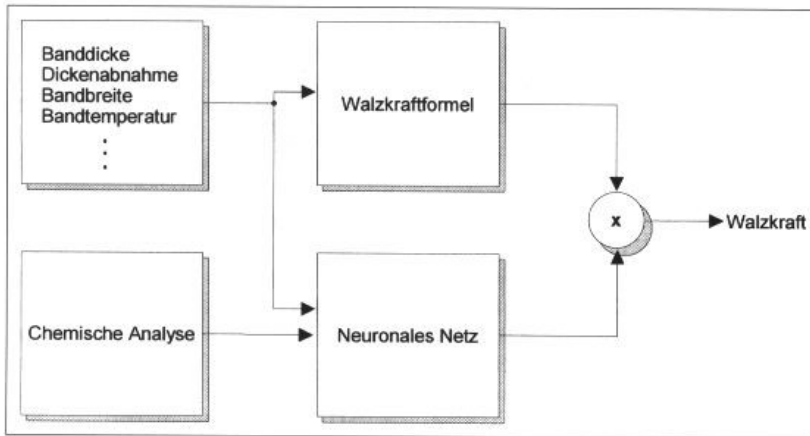 Banddicke
Dickenabnahme
Bandbreite
Bandtemperatur
Walzkraftformel
x
Walzkraft
Chemische Analyse
Neuronales Netz